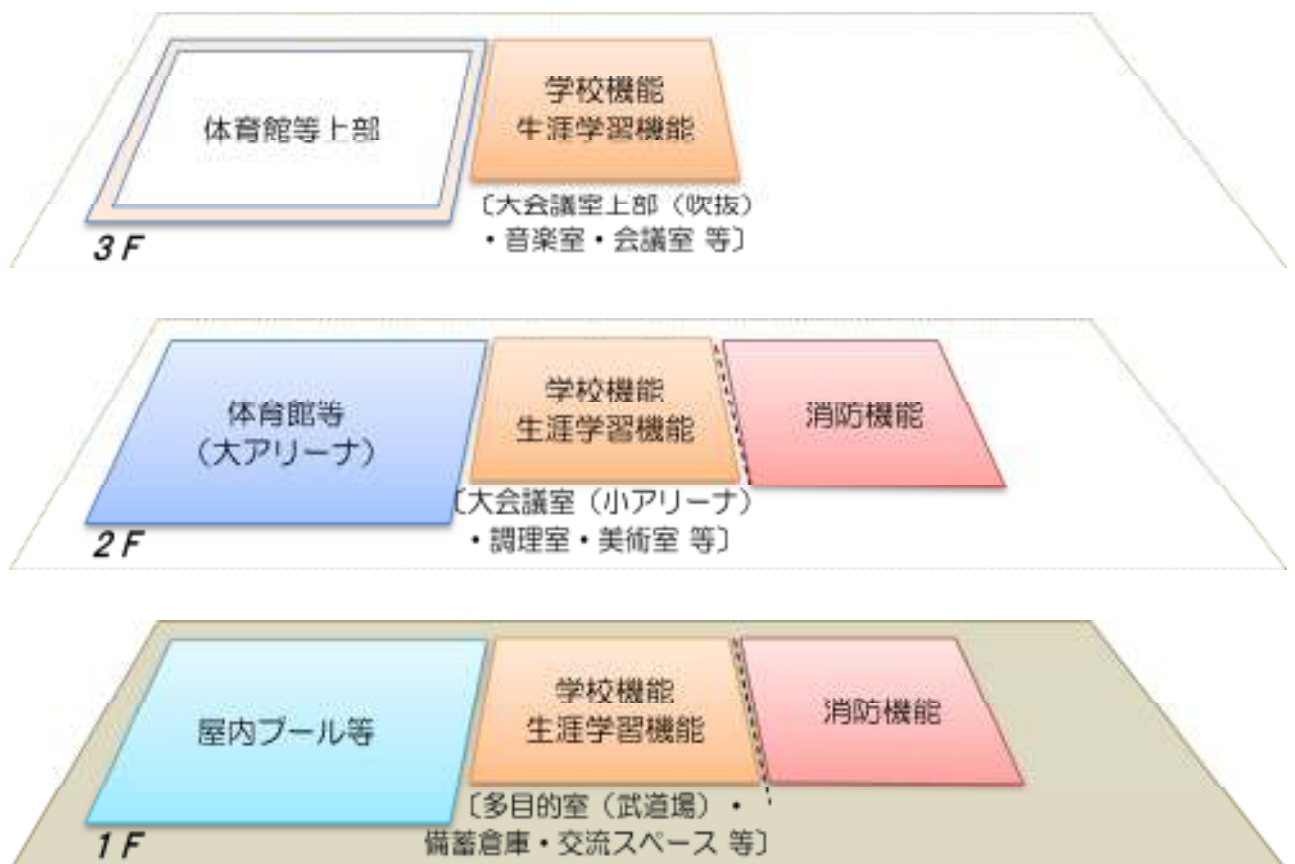 体育館等上部
学校機能
生涯学習機能
〔大会議室上部（吹抜）
・音楽室・会議室 等〕
3F
体育館等
（大アリーナ）
学校機能
生涯学習機能
消防機能
〔大会議室（小アリーナ）
・調理室・美術室 等〕
2F
屋内プール等
学校機能
生涯学習機能
消防機能
〔多目的室（武道場）・
備蓄倉庫・交流スペース 等〕
1F